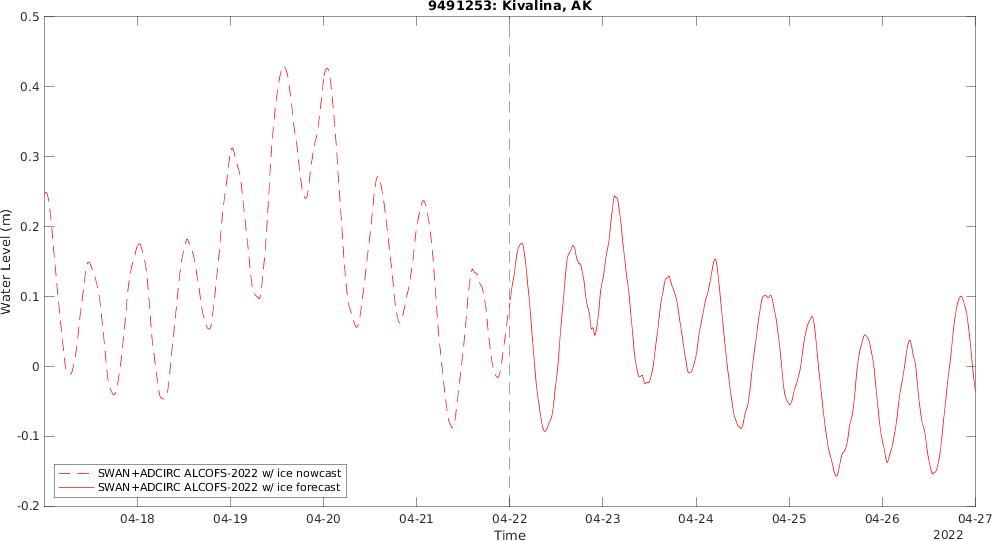 9491253: Kivalina, AK
0.5
0.4
0.3
0.2
0.1
0
-0.1
-0.2
Water Level (m)
SWAN+ADCIRC ALCOFS-2022 w/ ice nowcast
SWAN+ADCIRC ALCOFS-2022 w/ ice forecast
04-18 04-19 04-20 04-21 04-22 04-23 04-24 04-25 04-26 04-27
Time
2022